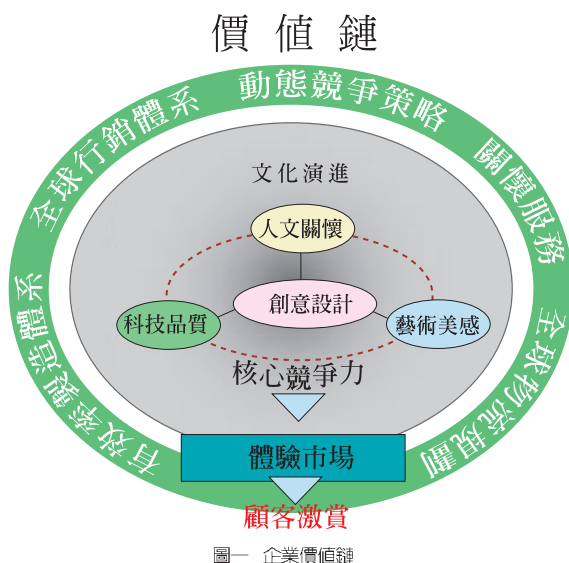 價值鏈
有效率製造體系
全球行銷體系
動態競爭策略
關懷服務
全球物流規劃
文化演進
人文關懷
創意設計
科技品質
藝術美感
核心競爭力
體驗市場
顧客激賞
圖一 企業價值鏈